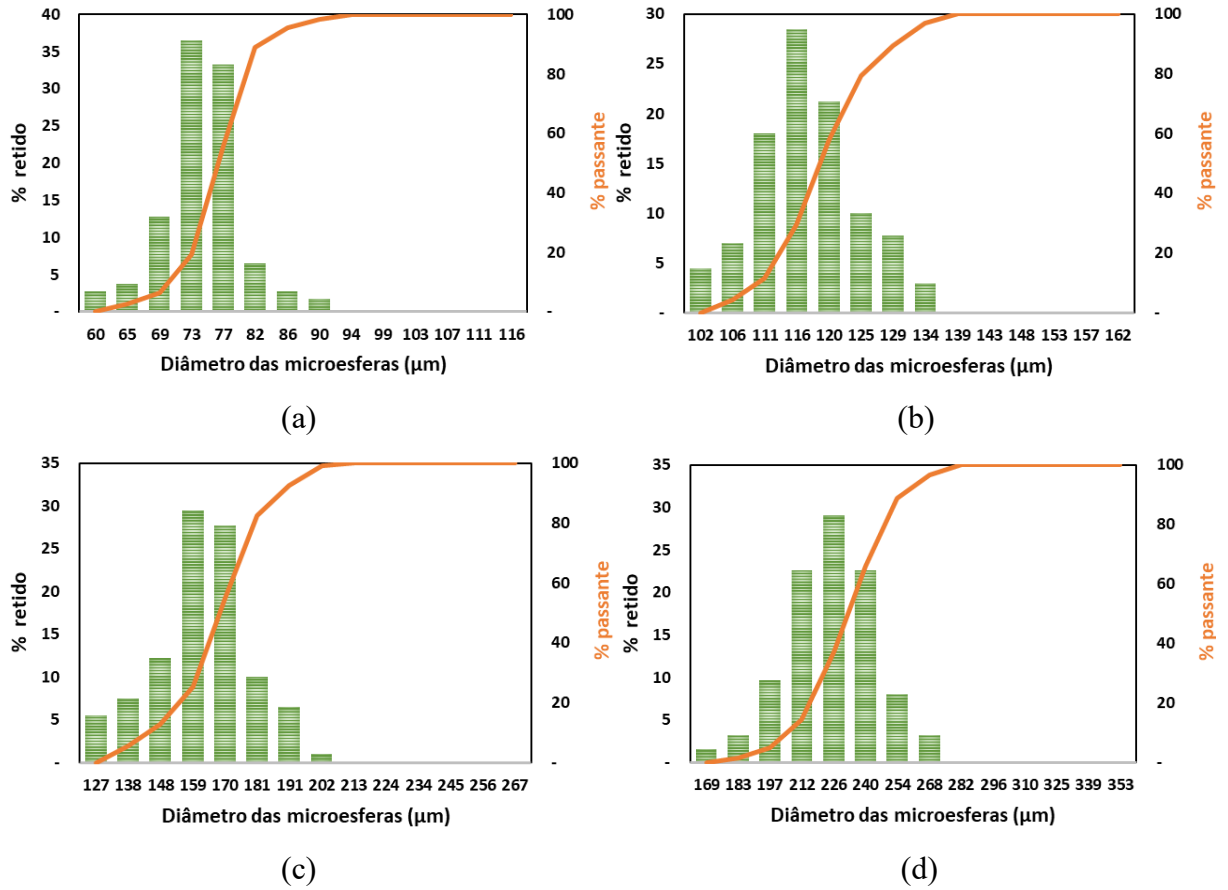 40
35
30
25
20
15
10
5
-
% retido
100
80
60
40
20
-
% passante
60 65 69 73 77 82 86 90 94 99 103 107 111 116
Diâmetro das microesferas (µm)
(a)
30
25
20
15
10
5
-
% retido
100
80
60
40
20
-
% passante
102 106 111 116 120 125 129 134 139 143 148 153 157 162
Diâmetro das microesferas (µm)
(b)
35
30
25
20
15
10
5
-
% retido
100
80
60
40
20
-
% passante
127 138 148 159 170 181 191 202 213 224 234 245 256 267
Diâmetro das microesferas (µm)
(c)
35
30
25
20
15
10
5
-
% retido
100
80
60
40
20
-
% passante
169 183 197 212 226 240 254 268 282 296 310 325 339 353
Diâmetro das microesferas (µm)
(d)